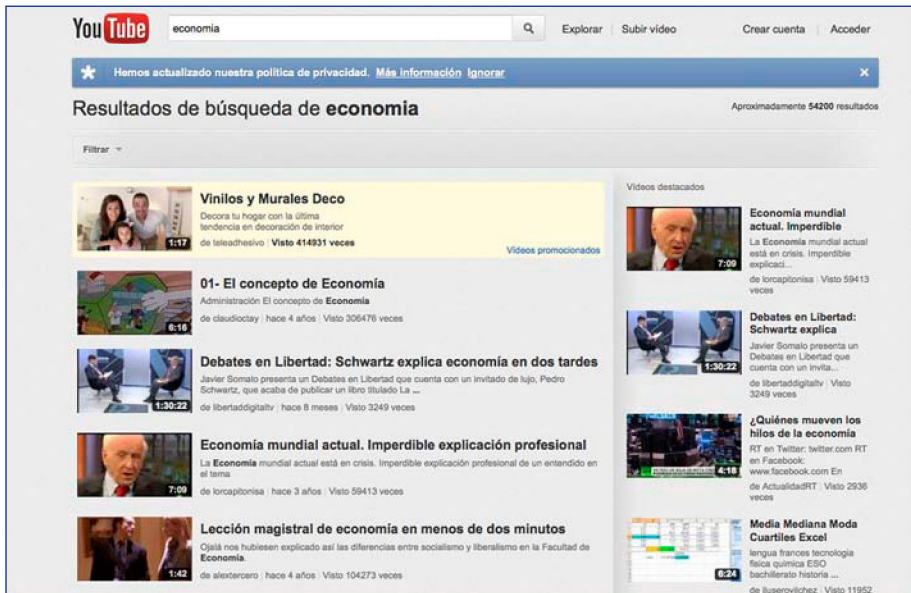 YouTube
economia
Explorar | Subir vídeo
Crear cuenta | Acceder
Hemos actualizado nuestra política de privacidad. Más información Ignorar
Resultados de búsqueda de economia
Aproximadamente 54200 resultados
Filtrar
Vinilos y Murales Deco
Decora tu hogar con la última
tendencia en decoración de interior
de teleadhesivo | Visto 414931 veces
1:17
Vídeos promocionados
01- El concepto de Economía
Administración El concepto de Economía
de claudioctay | hace 4 años | Visto 306476 veces
6:16
Debates en Libertad: Schwartz explica economía en dos tardes
Javier Somalo presenta un Debates en Libertad que cuenta con un invitado de lujo, Pedro
Schwartz, que acaba de publicar un libro titulado La ...
de libertaddigitaltv | hace 8 meses | Visto 3249 veces
1:30:22
Economía mundial actual. Imperdible explicación profesional
La Economía mundial actual está en crisis. Imperdible explicación profesional de un entendido en
el tema
de lorcapitonisa | hace 3 años | Visto 59413 veces
7:09
Lección magistral de economía en menos de dos minutos
Ojalá nos hubiesen explicado así las diferencias entre socialismo y liberalismo en la Facultad de
Economía.
de alextercero | hace 4 años | Visto 104273 veces
1:42
Vídeos destacados
Economía mundial
actual. Imperdible
La Economía mundial actual
está en crisis. Imperdible
explicaci...
de lorcapitonisa | Visto 59413
veces
7:09
Debates en Libertad:
Schwartz explica
Javier Somalo presenta un
Debates en Libertad que
cuenta con un invita...
de libertaddigitaltv | Visto
3249 veces
1:30:22
¿Quiénes mueven los
hilos de la economía
RT en Twitter: twitter.com RT
en Facebook:
www.facebook.com En
de ActualidadRT | Visto 2936
veces
4:18
Media Mediana Moda
Cuartiles Excel
lengua frances tecnologia
fisica quimica ESO
bachillerato historia ...
de iluserovilchez | Visto 11952
6:24